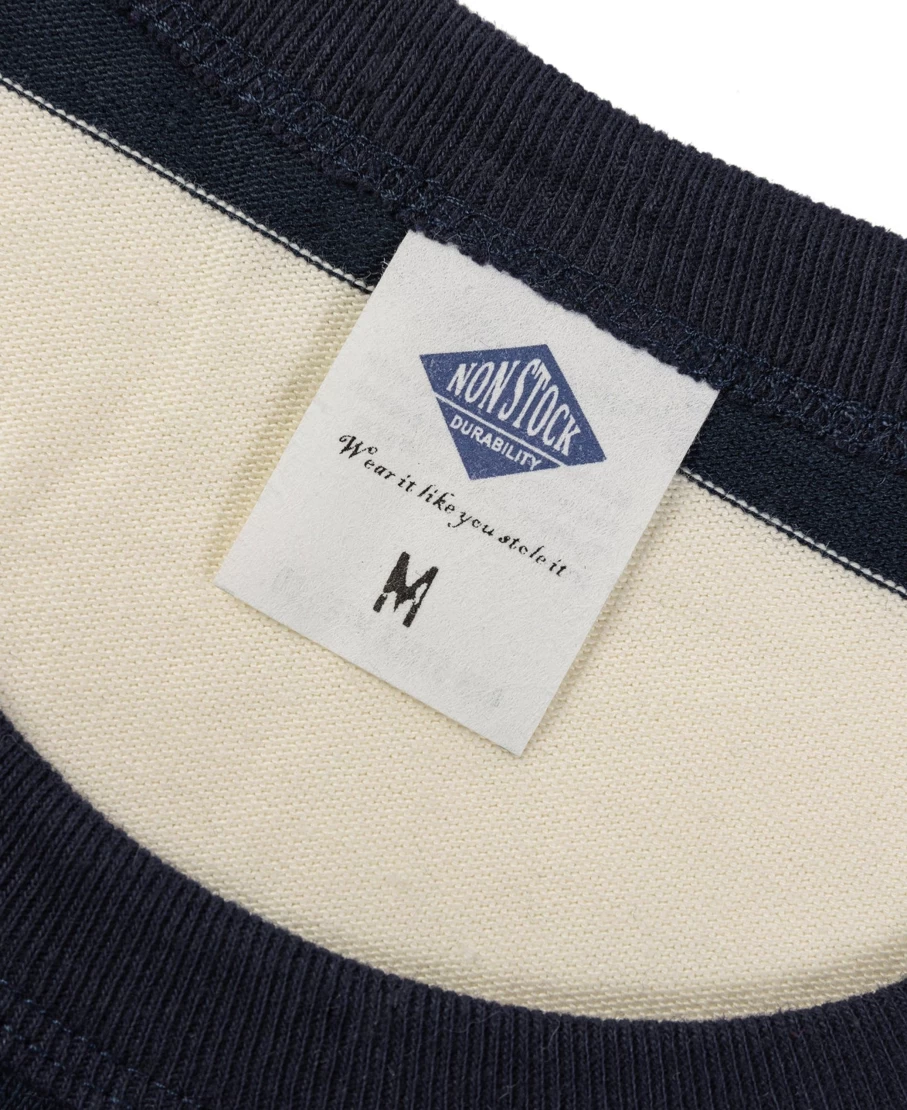 NON STOCK
DURABILITY
Wear it like you stole it
M